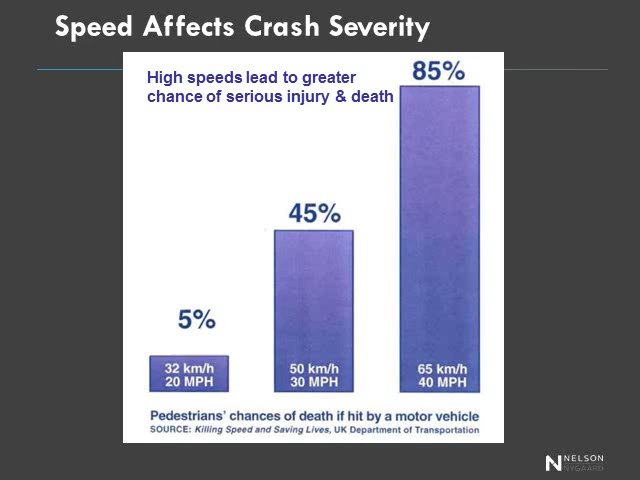 Speed Affects Crash Severity
High speeds lead to greater
chance of serious injury & death
85%
45%
5%
32 km/h
20 MPH
50 km/h
30 MPH
65 km/h
40 MPH
Pedestrians' chances of death if hit by a motor vehicle
SOURCE: Killing Speed and Saving Lives, UK Department of Transportation
NELSON
NYGAARD